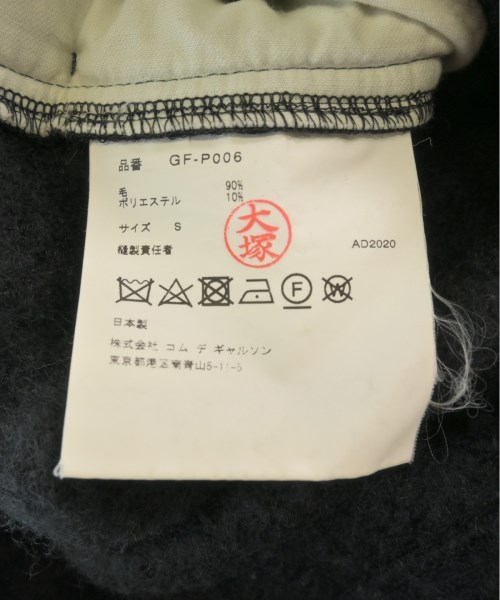 品番 GF-P006
毛 90%
ポリエステル 10%
サイズ S
縫製責任者 大塚 AD2020
F
W
日本製
株式会社 コム デ ギャルソン
東京都港区南青山5-11-5